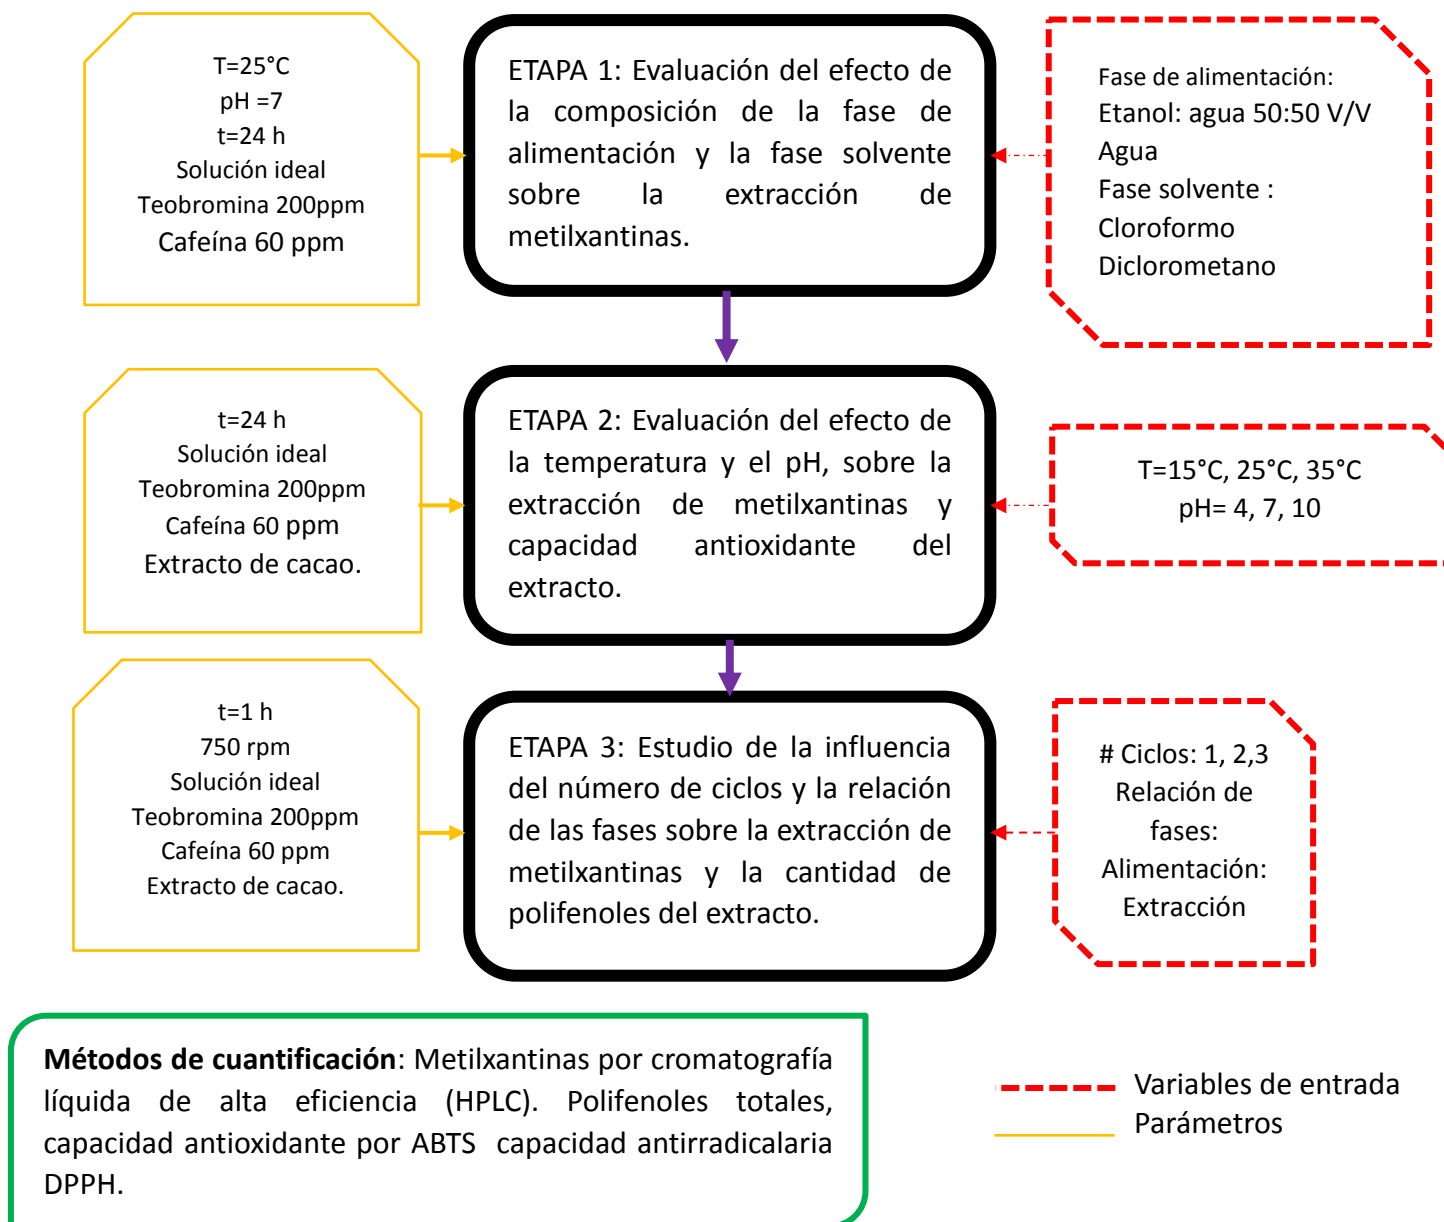 T=25°C
pH =7
t=24 h
Solución ideal
Teobromina 200ppm
Cafeína 60 ppm
ETAPA 1: Evaluación del efecto de
la composición de la fase de
alimentación y la fase solvente
sobre la extracción de
metilxantinas.
Fase de alimentación:
Etanol: agua 50:50 V/V
Agua
Fase solvente :
Cloroformo
Diclorometano
t=24 h
Solución ideal
Teobromina 200ppm
Cafeína 60 ppm
Extracto de cacao.
ETAPA 2: Evaluación del efecto de
la temperatura y el pH, sobre la
extracción de metilxantinas y
capacidad antioxidante del
extracto.
T=15°C, 25°C, 35°C
pH= 4, 7, 10
t=1 h
750 rpm
Solución ideal
Teobromina 200ppm
Cafeína 60 ppm
Extracto de cacao.
ETAPA 3: Estudio de la influencia
del número de ciclos y la relación
de las fases sobre la extracción de
metilxantinas y la cantidad de
polifenoles del extracto.
# Ciclos: 1, 2,3
Relación de
fases:
Alimentación:
Extracción
Métodos de cuantificación: Metilxantinas por cromatografía
líquida de alta eficiencia (HPLC). Polifenoles totales,
capacidad antioxidante por ABTS capacidad antirradicalaria
DPPH.
Variables de entrada
Parámetros